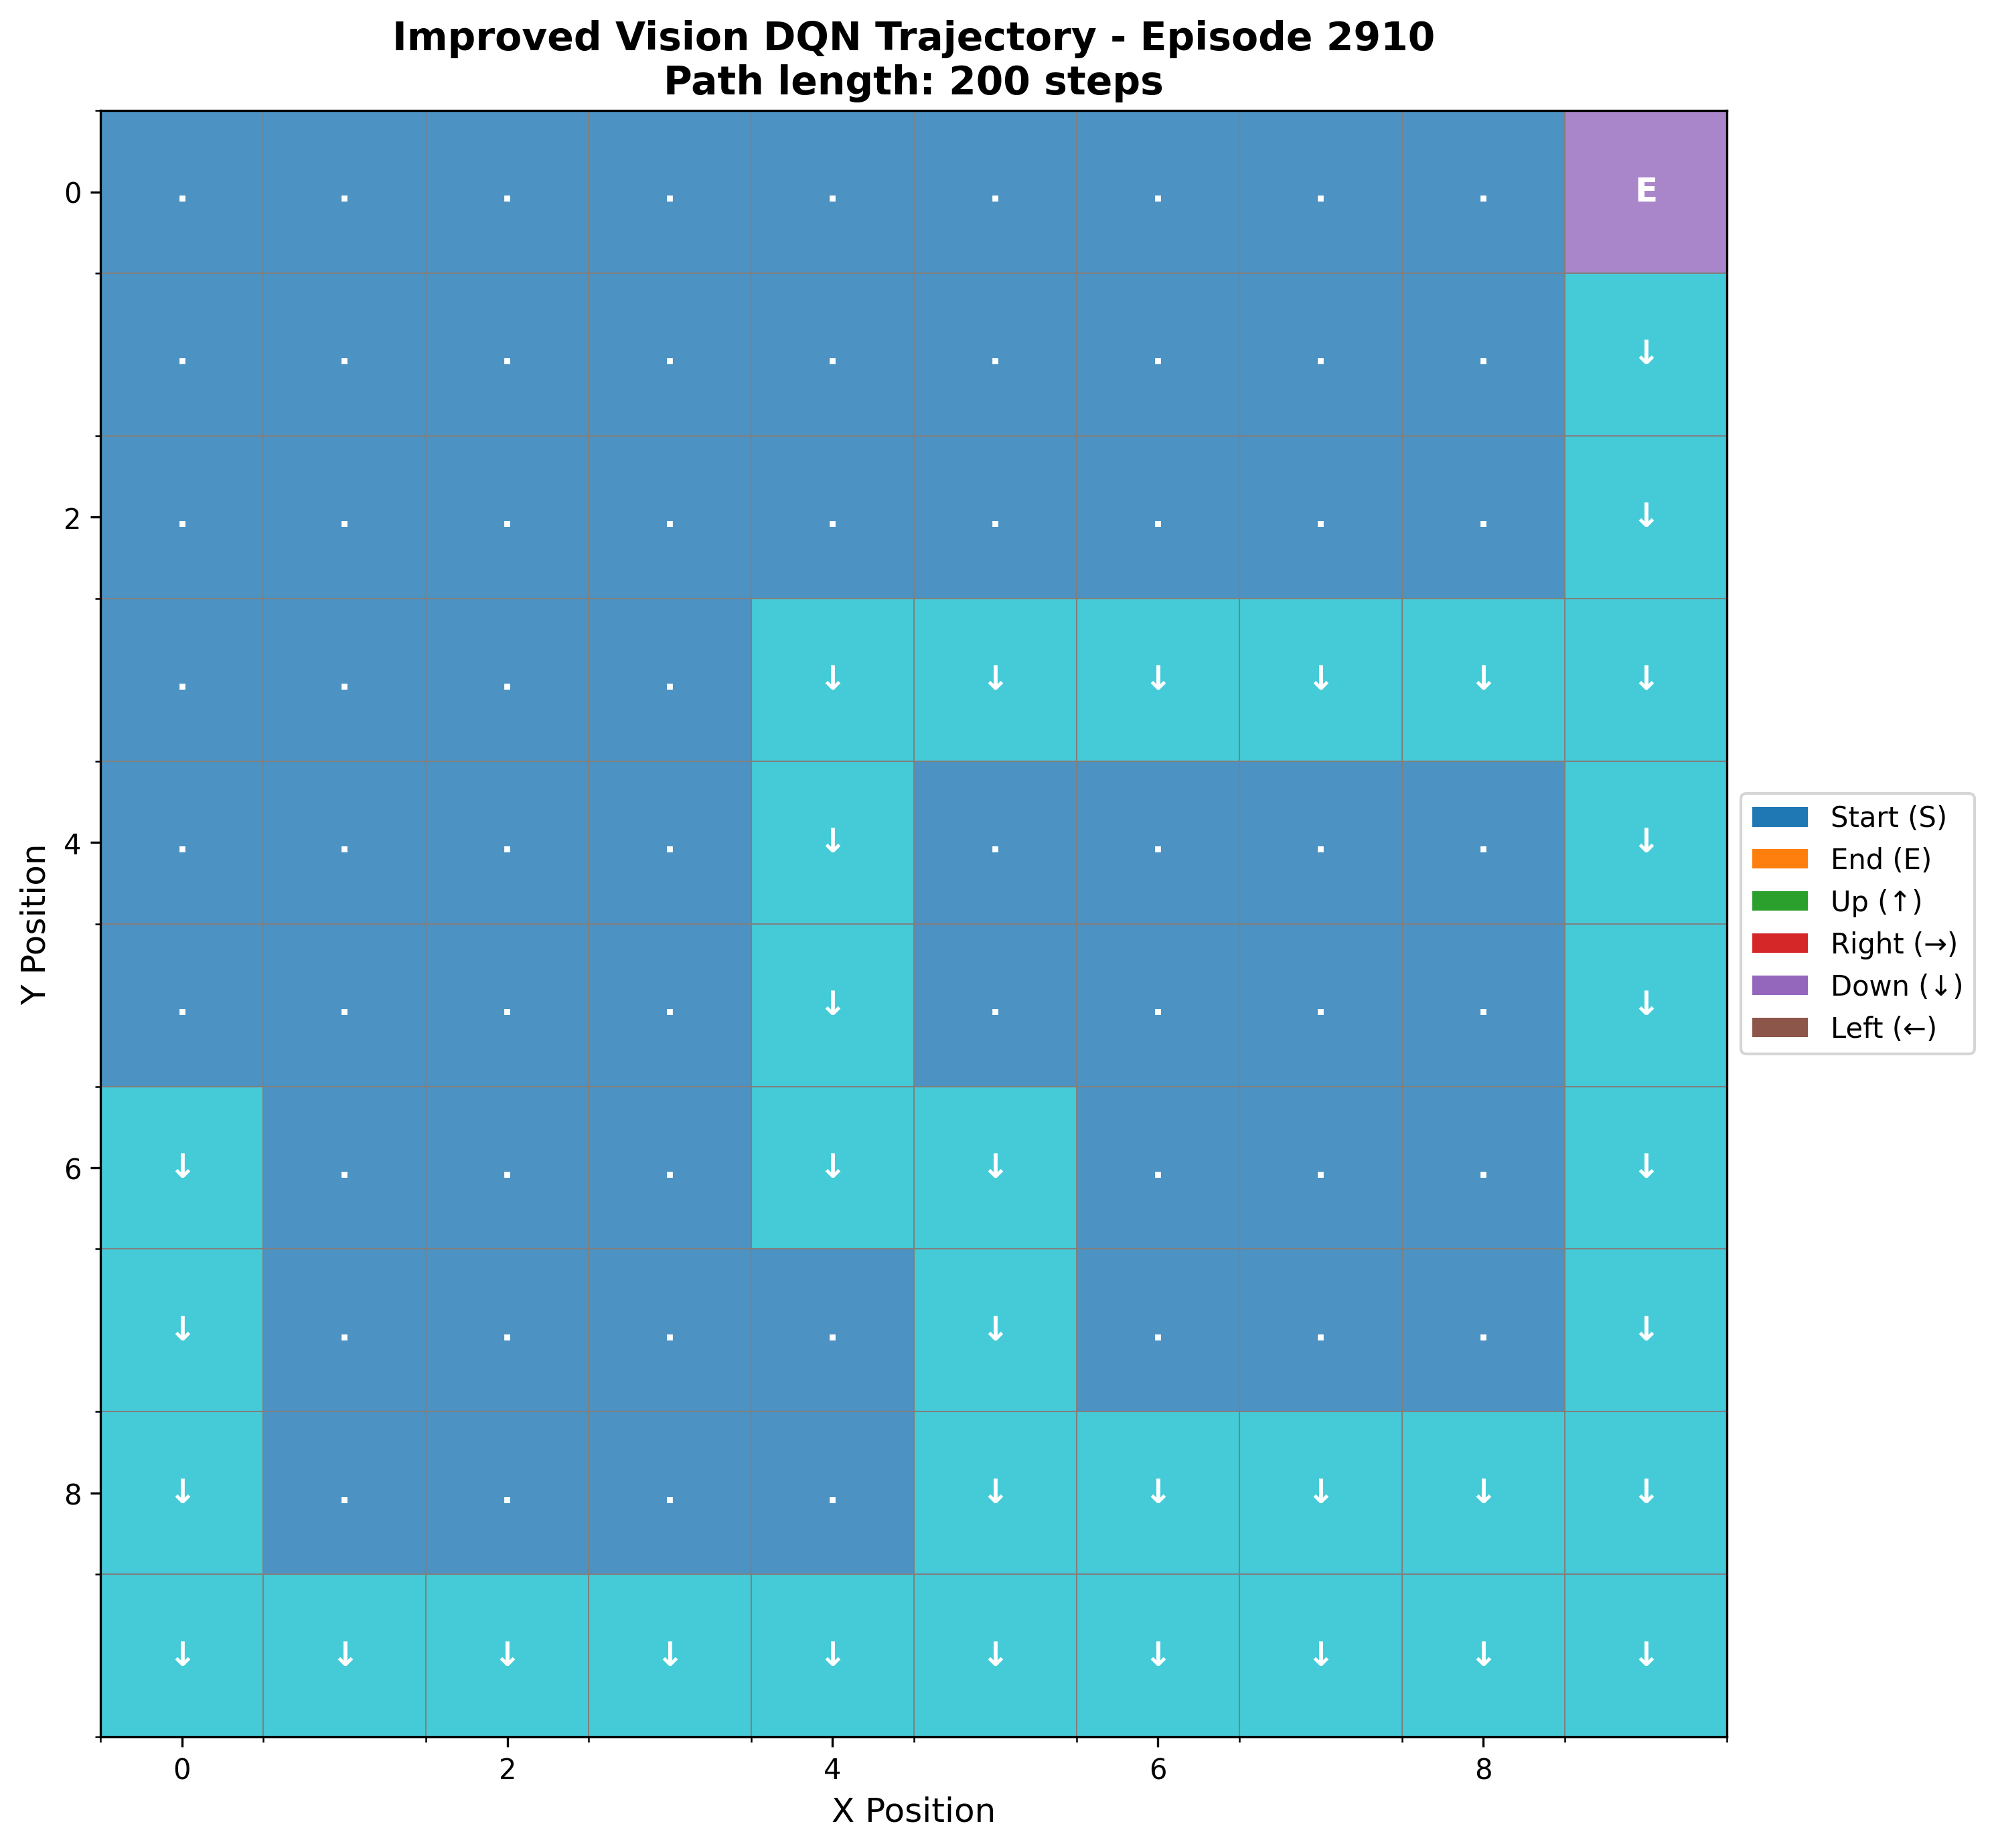 Improved Vision DQN Trajectory - Episode 2910
Path length: 200 steps
0 . . . . . . . . . E
. . . . . . . . . ↓
2 . . . . . . . . . ↓
. . . . ↓ ↓ ↓ ↓ ↓ ↓
4 . . . . ↓ . . . . ↓
. . . . ↓ . . . . ↓
6 ↓ . . . ↓ ↓ . . . ↓
↓ . . . . ↓ . . . ↓
8 ↓ . . . . ↓ ↓ ↓ ↓ ↓
↓ ↓ ↓ ↓ ↓ ↓ ↓ ↓ ↓ ↓
0 2 4 6 8
X Position
Y Position
Start (S)
End (E)
Up (↑)
Right (→)
Down (↓)
Left (←)